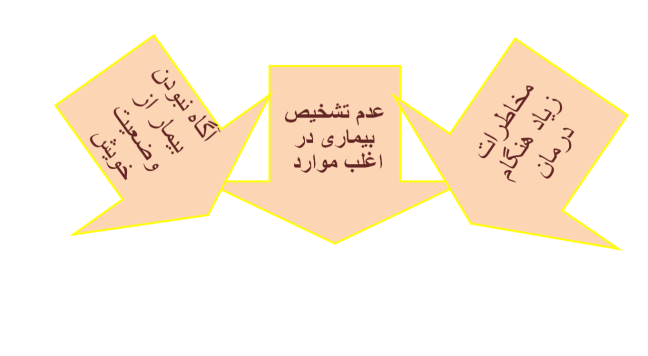 مخاطرات
زیاد هنگام
درمان
عدم تشخیص
بیماری در
اغلب موارد
آگاه نبودن
بیمار از
وضعیت
خویش